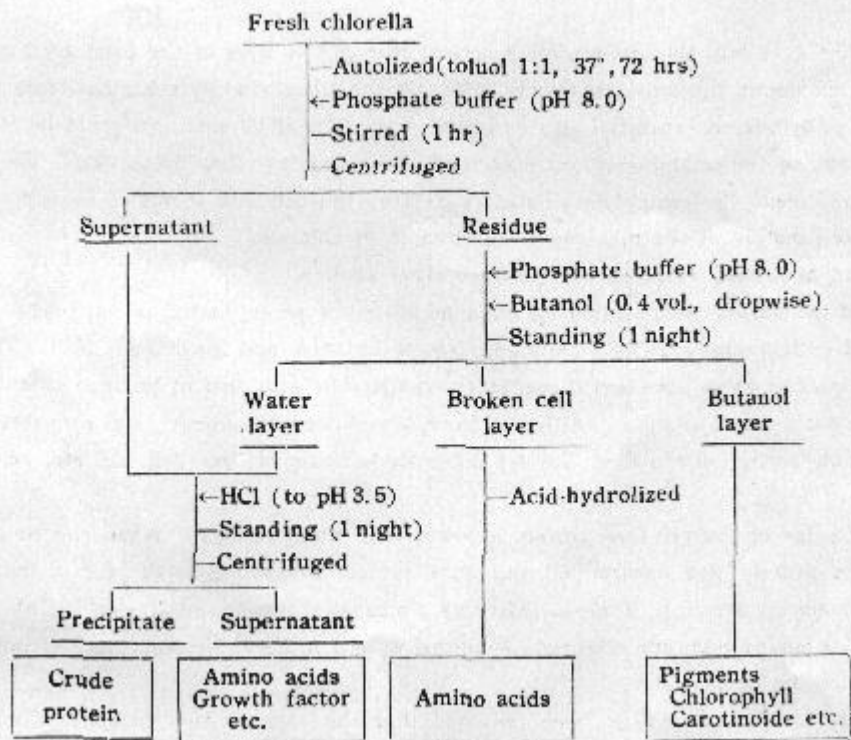 Fresh chlorella
Autolized(toluol 1:1, 37°, 72 hrs)
Phosphate buffer (pH 8.0)
Stirred (1 hr)
Centrifuged
Supernatant
Residue
Phosphate buffer (pH 8.0)
Butanol (0.4 vol., dropwise)
Standing (1 night)
Water
layer
Broken cell
layer
Butanol
layer
HCl (to pH 3.5)
Standing (1 night)
Centrifuged
Acid-hydrolized
Precipitate
Supernatant
Crude
protein
Amino acids
Growth factor
etc.
Amino acids
Pigments
Chlorophyll
Carotinoide etc.